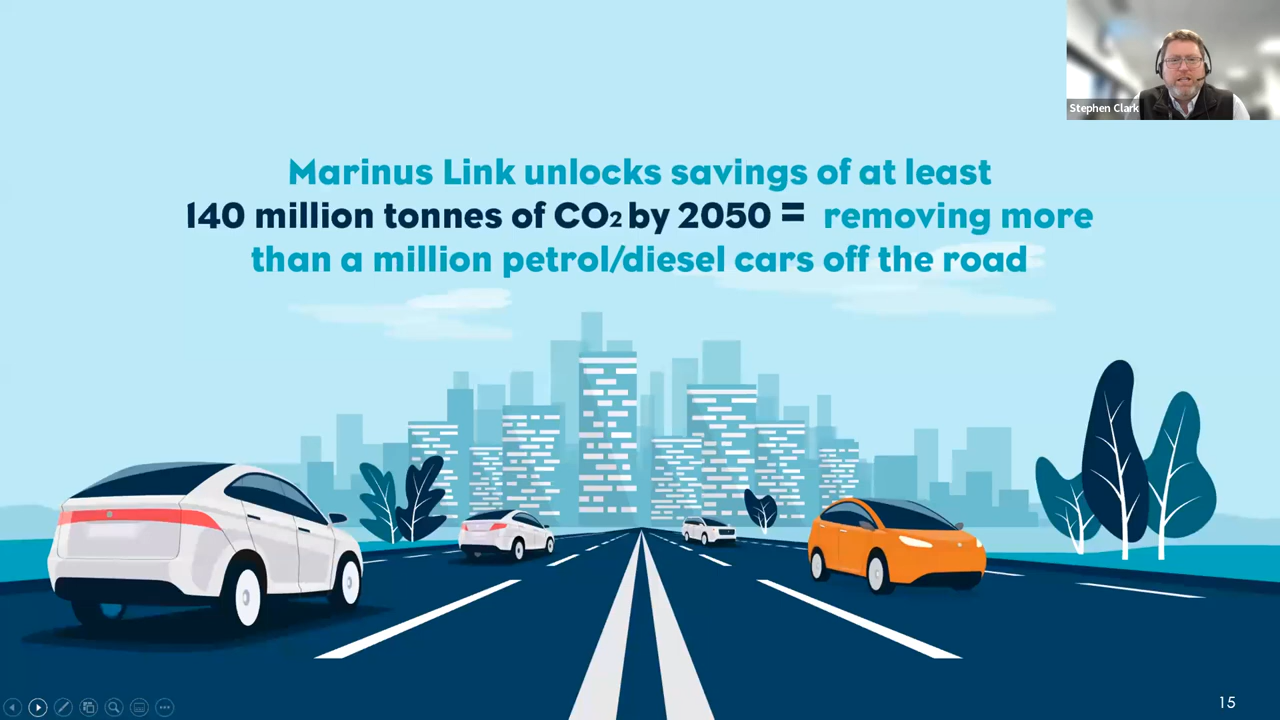 Stephen Clark
Marinus Link unlocks savings of at least
140 million tonnes of CO2 by 2050 = removing more
than a million petrol/diesel cars off the road
15